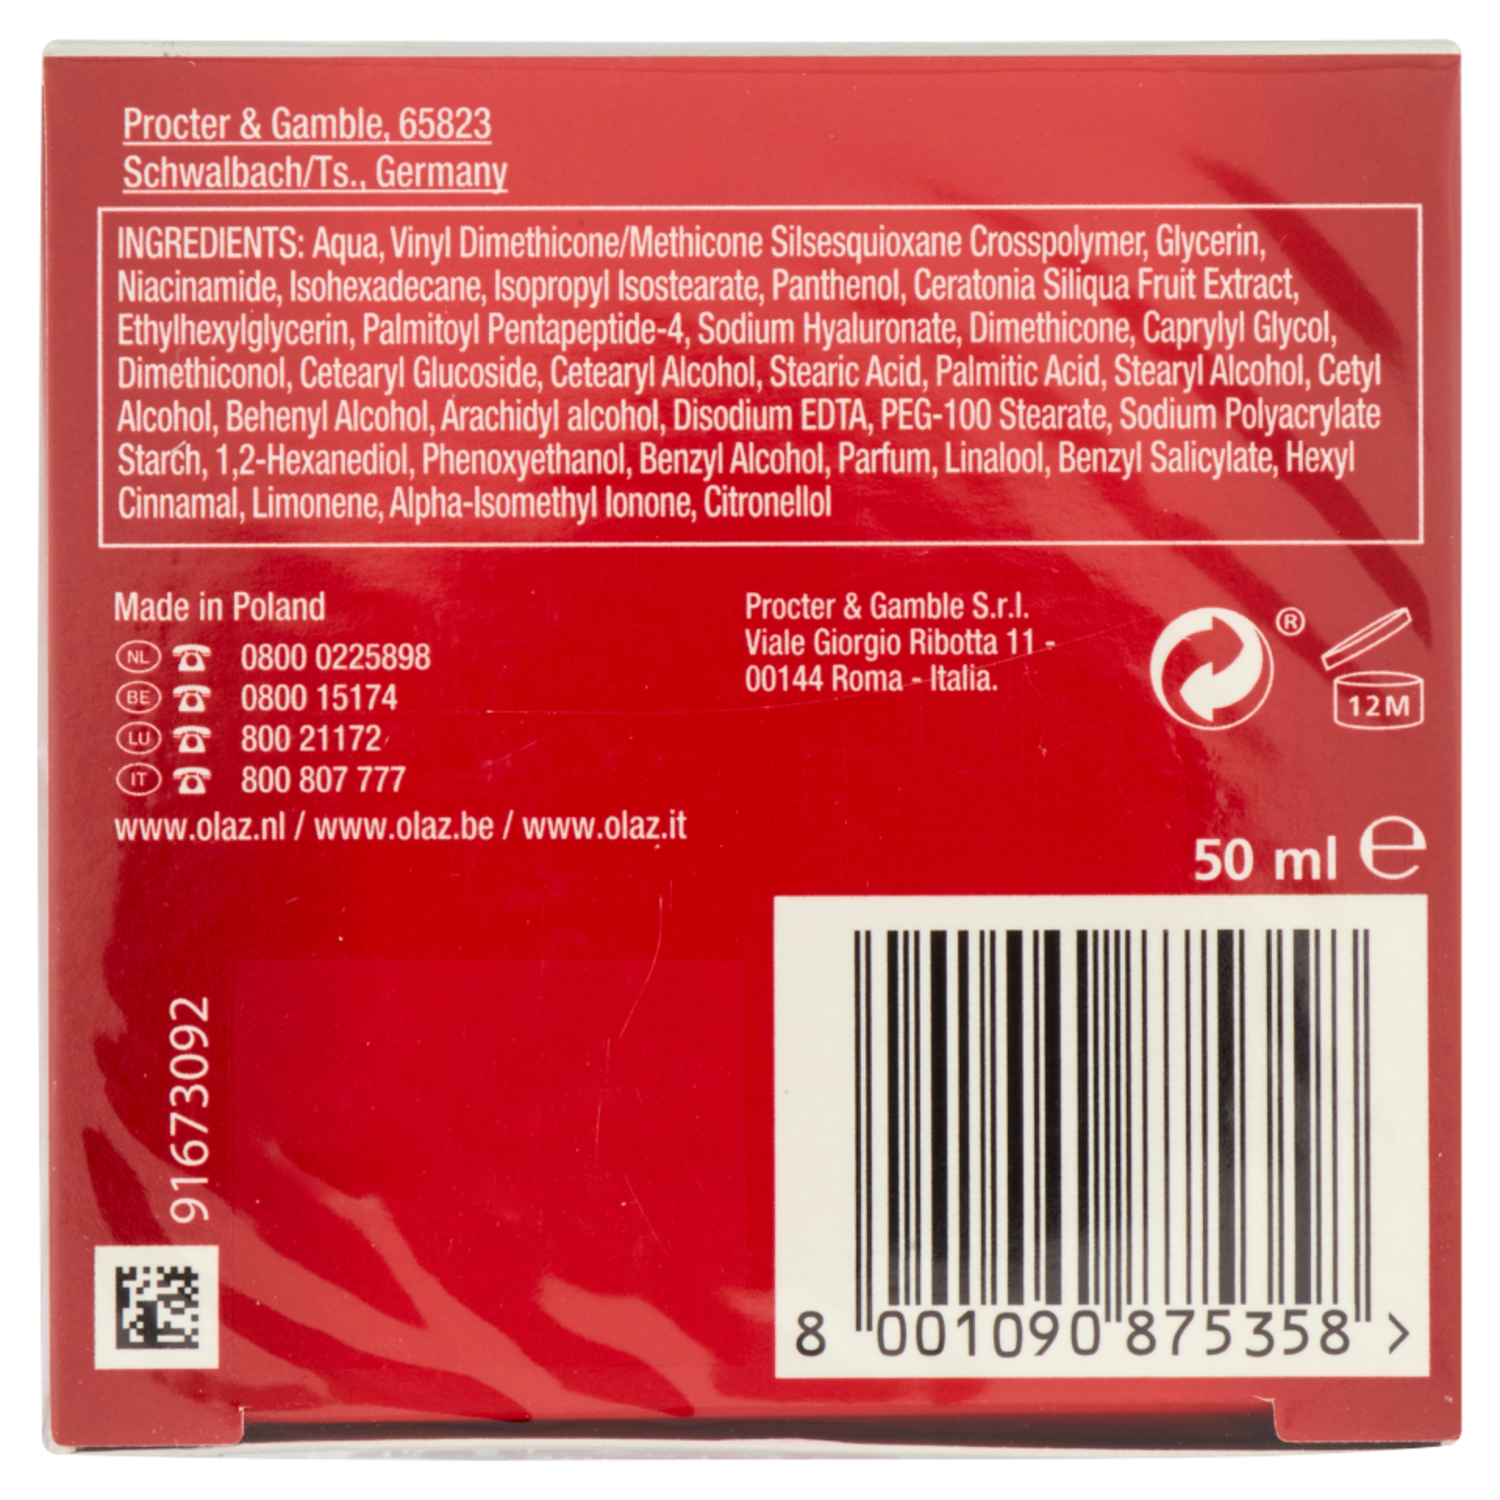 Procter & Gamble, 65823
Schwalbach/Ts., Germany
INGREDIENTS: Aqua, Vinyl Dimethicone/Methicone Silsesquioxane Crosspolymer, Glycerin,
Niacinamide, Isohexadecane, Isopropyl Isostearate, Panthenol, Ceratonia Siliqua Fruit Extract,
Ethylhexylglycerin, Palmitoyl Pentapeptide-4, Sodium Hyaluronate, Dimethicone, Caprylyl Glycol,
Dimethiconol, Cetearyl Glucoside, Cetearyl Alcohol, Stearic Acid, Palmitic Acid, Stearyl Alcohol, Cetyl
Alcohol, Behenyl Alcohol, Arachidyl alcohol, Disodium EDTA, PEG-100 Stearate, Sodium Polyacrylate
Starch, 1,2-Hexanediol, Phenoxyethanol, Benzyl Alcohol, Parfum, Linalool, Benzyl Salicylate, Hexyl
Cinnamal, Limonene, Alpha-Isomethyl Ionone, Citronellol
Made in Poland
NL 0800 0225898
BE 0800 15174
LU 800 21172
IT 800 807 777
www.olaz.nl / www.olaz.be / www.olaz.it
Procter & Gamble S.r.l.
Viale Giorgio Ribotta 11 -
00144 Roma - Italia.
®
12M
50 ml e
91673092
8 001090 875358 >